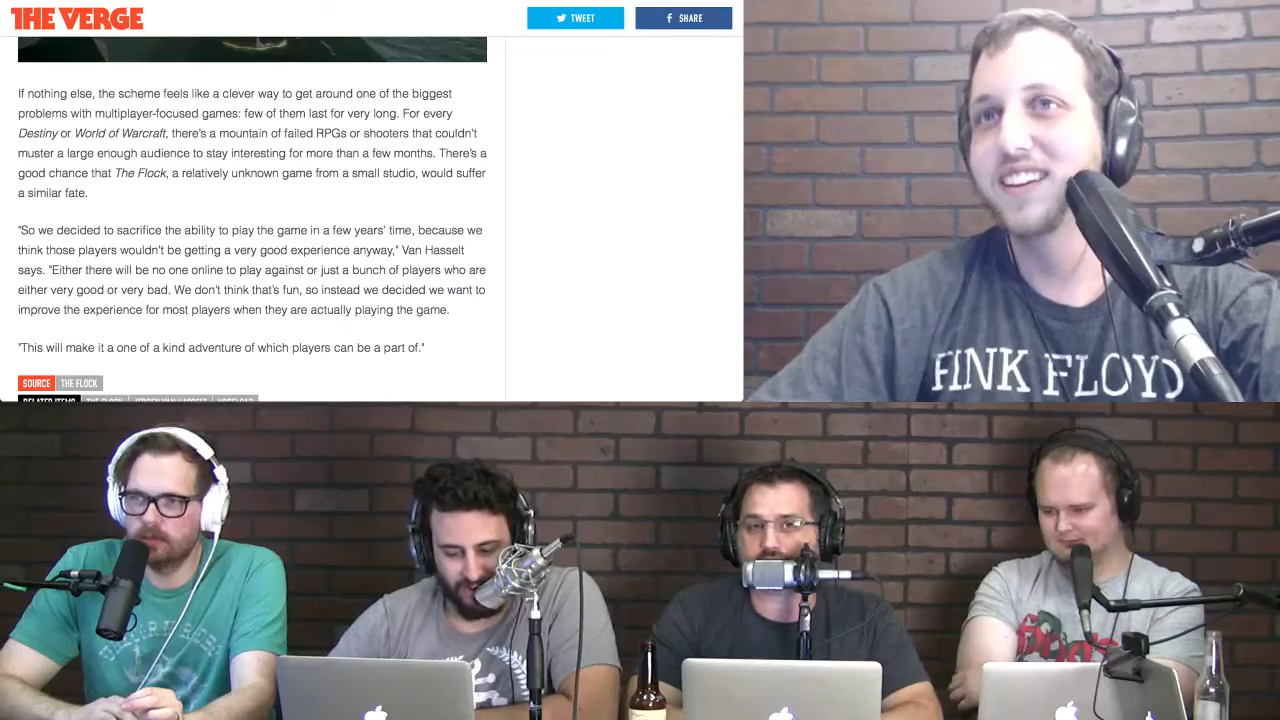 THE VERGE
TWEET
SHARE
If nothing else, the scheme feels like a clever way to get around one of the biggest
problems with multiplayer-focused games: few of them last for very long. For every
Destiny or World of Warcraft, there's a mountain of failed RPGs or shooters that couldn't
muster a large enough audience to stay interesting for more than a few months. There's a
good chance that The Flock, a relatively unknown game from a small studio, would suffer
a similar fate.
"So we decided to sacrifice the ability to play the game in a few years' time, because we
think those players wouldn't be getting a very good experience anyway," Van Hasselt
says. "Either there will be no one online to play against or just a bunch of players who are
either very good or very bad. We don't think that's fun, so instead we decided we want to
improve the experience for most players when they are actually playing the game.
"This will make it a one of a kind adventure of which players can be a part of."
SOURCE THE FLOCK
RELATED ITEMS THE FLOCK JEROEN VAN HASSELT VOGELSAP
PINK FLOYD